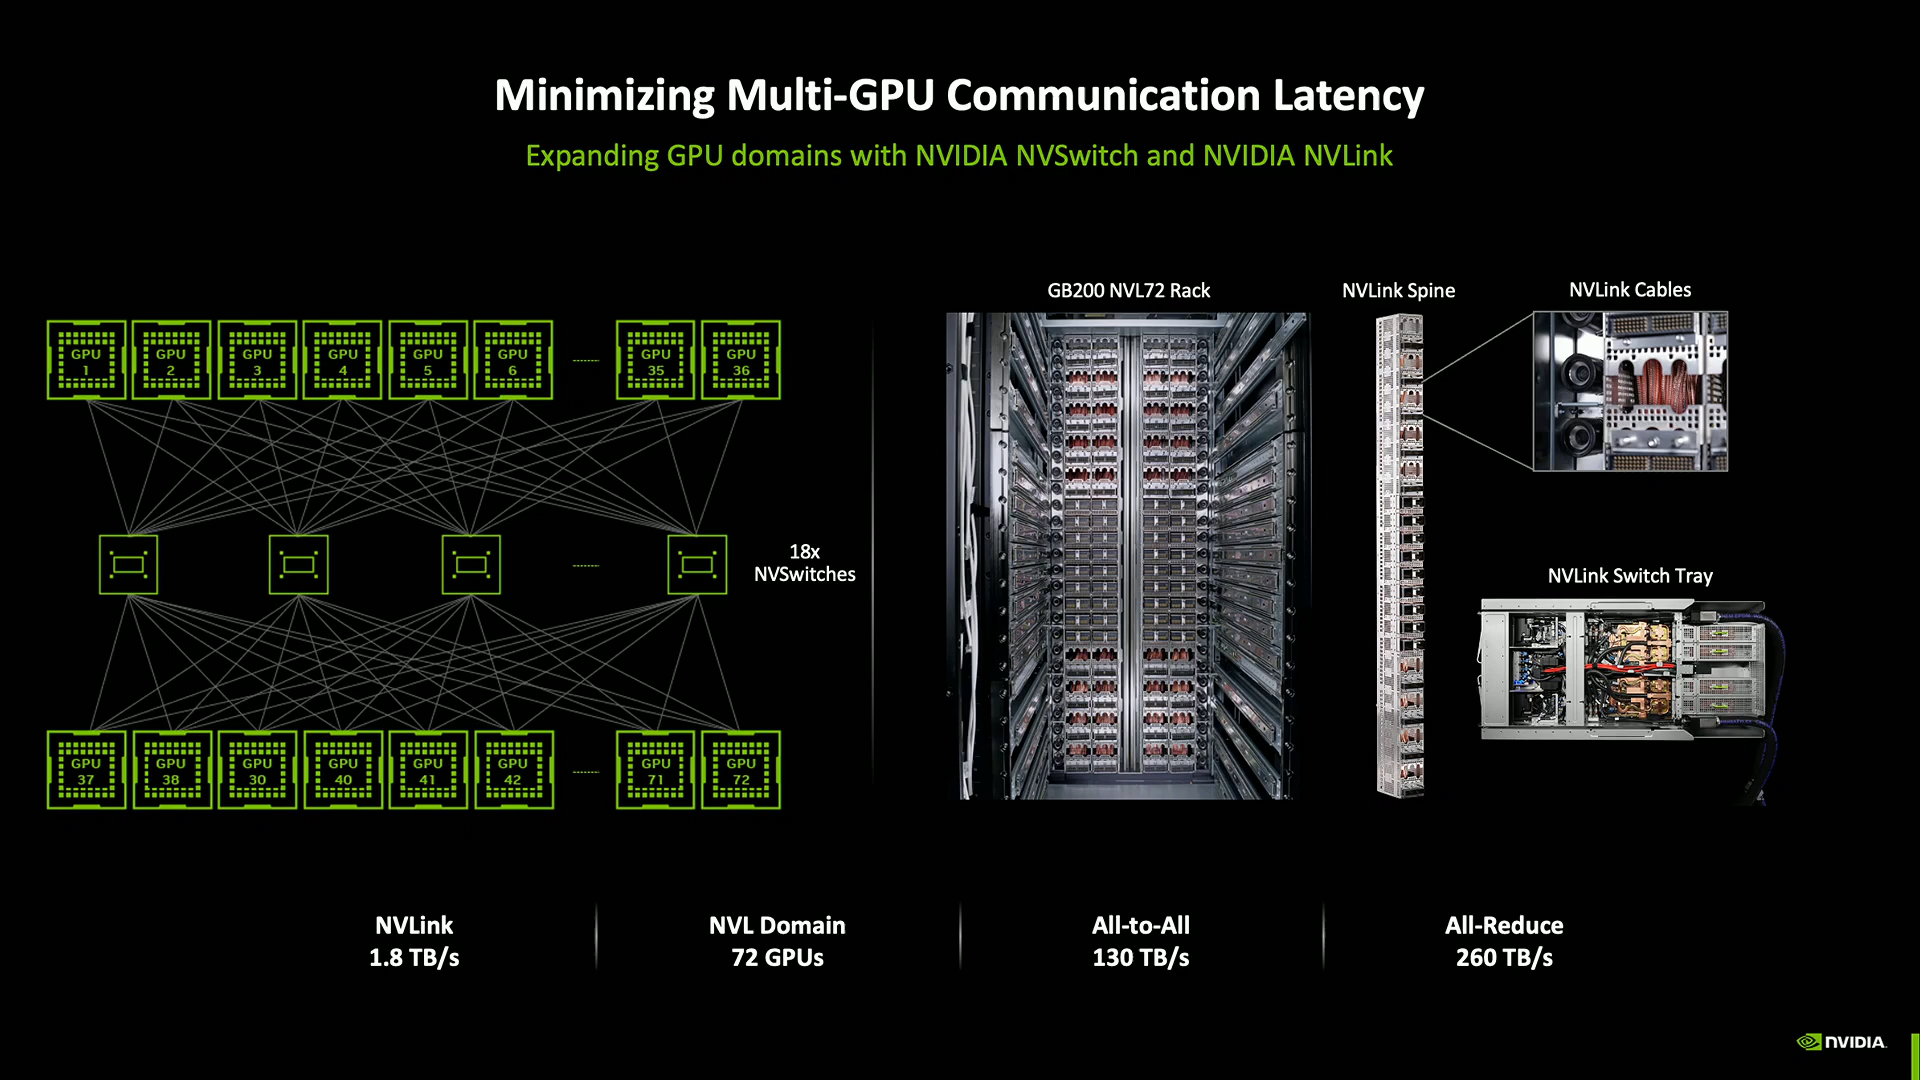 Minimizing Multi-GPU Communication Latency
Expanding GPU domains with NVIDIA NVSwitch and NVIDIA NVLink
GPU 1
GPU 2
GPU 3
GPU 4
GPU 5
GPU 6
GPU 35
GPU 36
18x
NVSwitches
GPU 37
GPU 38
GPU 30
GPU 40
GPU 41
GPU 42
GPU 71
GPU 72
GB200 NVL72 Rack
NVLink Spine
NVLink Cables
NVLink Switch Tray
NVLink
1.8 TB/s
NVL Domain
72 GPUs
All-to-All
130 TB/s
All-Reduce
260 TB/s
NVIDIA